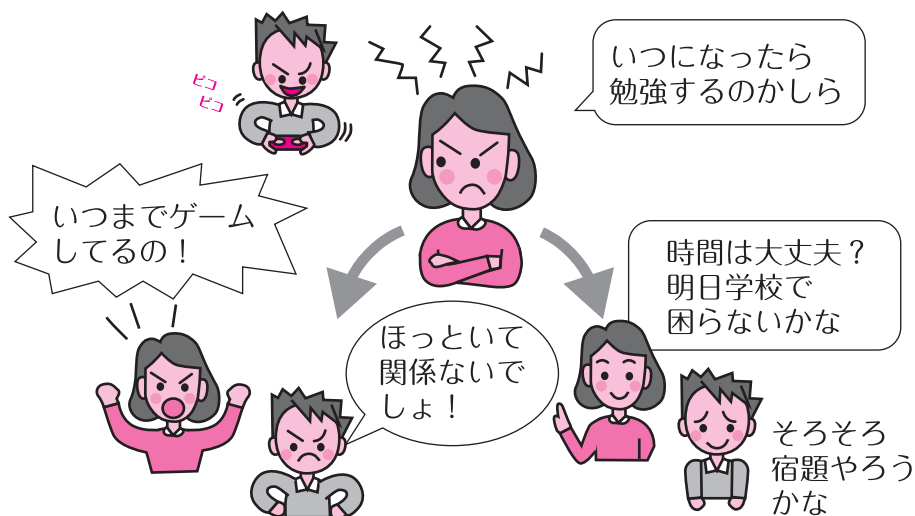 ピコ
ピコ
いつになったら
勉強するのかしら
いつまでゲーム
してるの！
時間は大丈夫？
明日学校で
困らないかな
ほっといて
関係ないで
しょ！
そろそろ
宿題やろう
かな